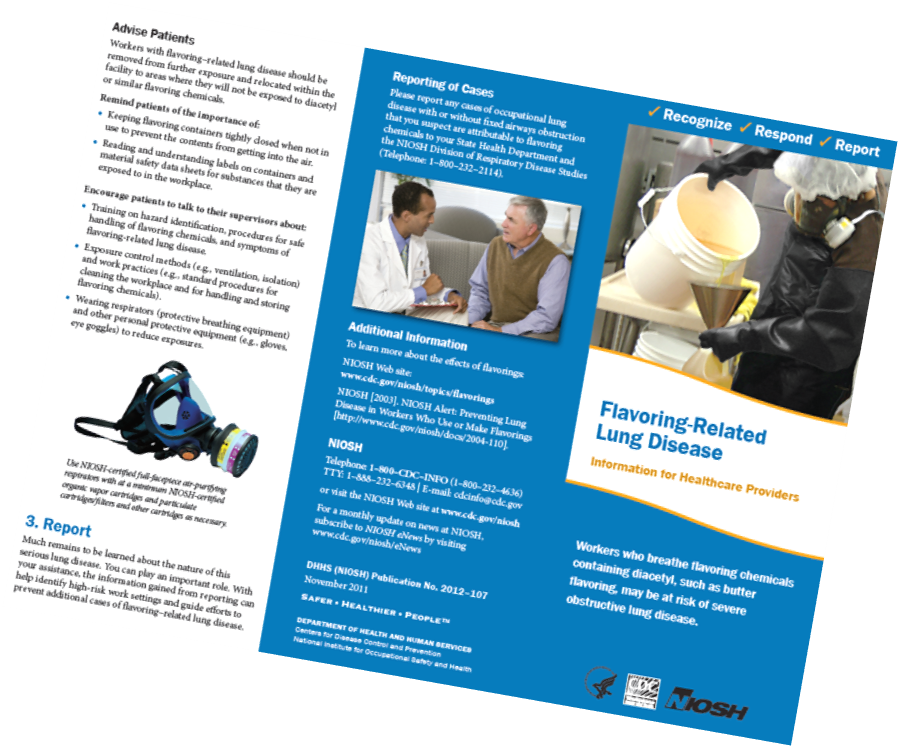 Advise Patients
Workers with flavoring–related lung disease should be
removed from further exposure and relocated within the
facility to areas where they will not be exposed to diacetyl
or similar flavoring chemicals.
Remind patients of the importance of:
• Keeping flavoring containers tightly closed when not in
use to prevent the contents from getting into the air.
• Reading and understanding labels on containers and
material safety data sheets for substances that they are
exposed to in the workplace.
Encourage patients to talk to their supervisors about:
• Training on hazard identification, procedures for safe
handling of flavoring chemicals, and symptoms of
flavoring-related lung disease.
• Exposure control methods (e.g., ventilation, isolation)
and work practices (e.g., standard procedures for
cleaning the workplace and for handling and storing
flavoring chemicals).
• Wearing respirators (protective breathing equipment)
and other personal protective equipment (e.g., gloves,
eye goggles) to reduce exposures.
Use NIOSH-certified full-facepiece air-purifying
respirators with at a minimum NIOSH-certified
organic vapor cartridges and particulate
cartridges/filters and other cartridges as necessary.
3. Report
Much remains to be learned about the nature of this
serious lung disease. You can play an important role. With
your assistance, the information gained from reporting can
help identify high-risk work settings and guide efforts to
prevent additional cases of flavoring–related lung disease.
Reporting of Cases
Please report any cases of occupational lung
disease with or without fixed airways obstruction
that you suspect are attributable to flavoring
chemicals to your State Health Department and
the NIOSH Division of Respiratory Disease Studies
(Telephone: 1–800–232–2114).
Additional Information
To learn more about the effects of flavorings:
NIOSH Web site:
www.cdc.gov/niosh/topics/flavorings
NIOSH [2003]. NIOSH Alert: Preventing Lung
Disease in Workers Who Use or Make Flavorings
[http://www.cdc.gov/niosh/docs/2004-110].
NIOSH
Telephone 1–800–CDC–INFO (1–800–232–4636)
TTY: 1–888–232–6348 | E-mail: cdcinfo@cdc.gov
or visit the NIOSH Web site at www.cdc.gov/niosh
For a monthly update on news at NIOSH,
subscribe to NIOSH eNews by visiting
www.cdc.gov/niosh/eNews
DHHS (NIOSH) Publication No. 2012–107
November 2011
SAFER • HEALTHIER • PEOPLE™
DEPARTMENT OF HEALTH AND HUMAN SERVICES
Centers for Disease Control and Prevention
National Institute for Occupational Safety and Health
✓ Recognize ✓ Respond ✓ Report
Flavoring-Related
Lung Disease
Information for Healthcare Providers
Workers who breathe flavoring chemicals
containing diacetyl, such as butter
flavoring, may be at risk of severe
obstructive lung disease.
CDC
NIOSH